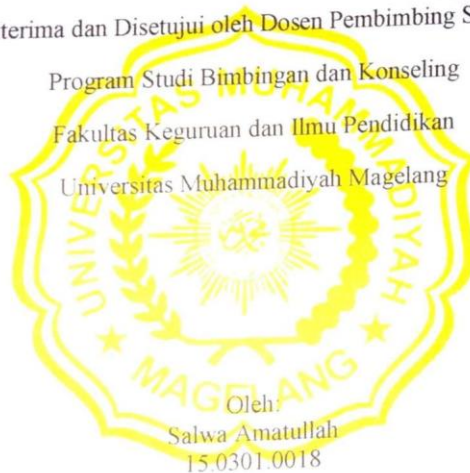 terima dan Disetujui oleh Dosen Pembimbing S
Program Studi Bimbingan dan Konseling
Fakultas Keguruan dan Ilmu Pendidikan
Universitas Muhammadiyah Magelang
UNIVERSITAS MUHAMMADIYAH
MAGELANG
Oleh:
Salwa Amatullah
15.0301.0018